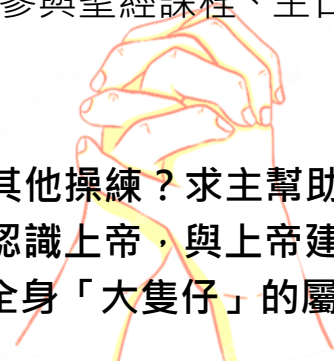 參與聖經課程、主日
其他操練？求主幫助
認識上帝，與上帝建
全身「大隻仔」的屬